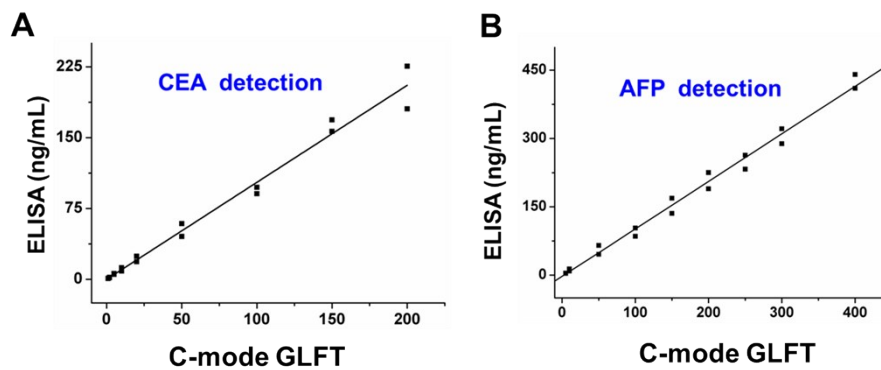 A
CEA detection
ELISA (ng/mL)
225
150
75
0
0
50
100
150
200
C-mode GLFT
B
AFP detection
ELISA (ng/mL)
450
300
150
0
0
100
200
300
400
C-mode GLFT